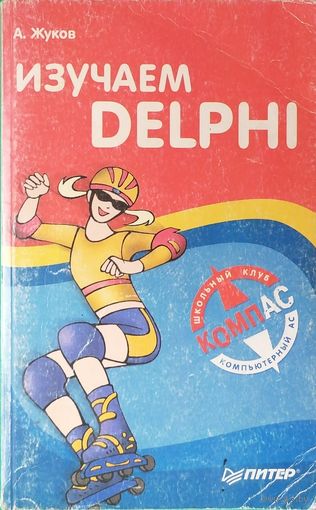 А. Жуков
ИЗУЧАЕМ
DELPHI
ШКОЛЬНЫЙ КЛУБ
КОМПАС
КОМПЬЮТЕРНЫЙ АС
ПИТЕР